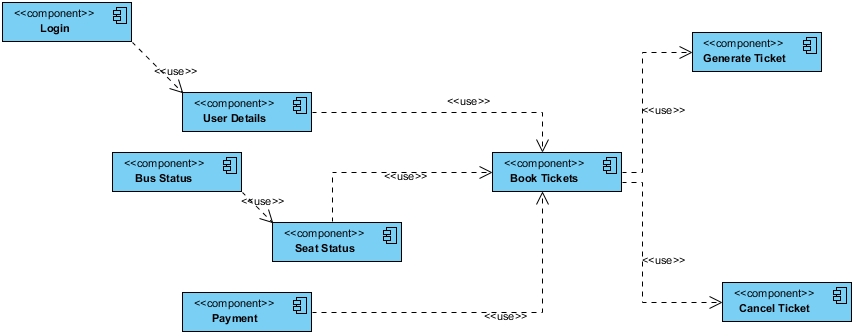 <<component>>
Login
<<component>>
Generate Ticket
<<use>>
<<component>>
User Details
<<use>>
<<use>>
<<component>>
Bus Status
<<component>>
Book Tickets
<<use>>
<<use>>
<<component>>
Seat Status
<<use>>
<<component>>
Payment
<<use>>
<<component>>
Cancel Ticket